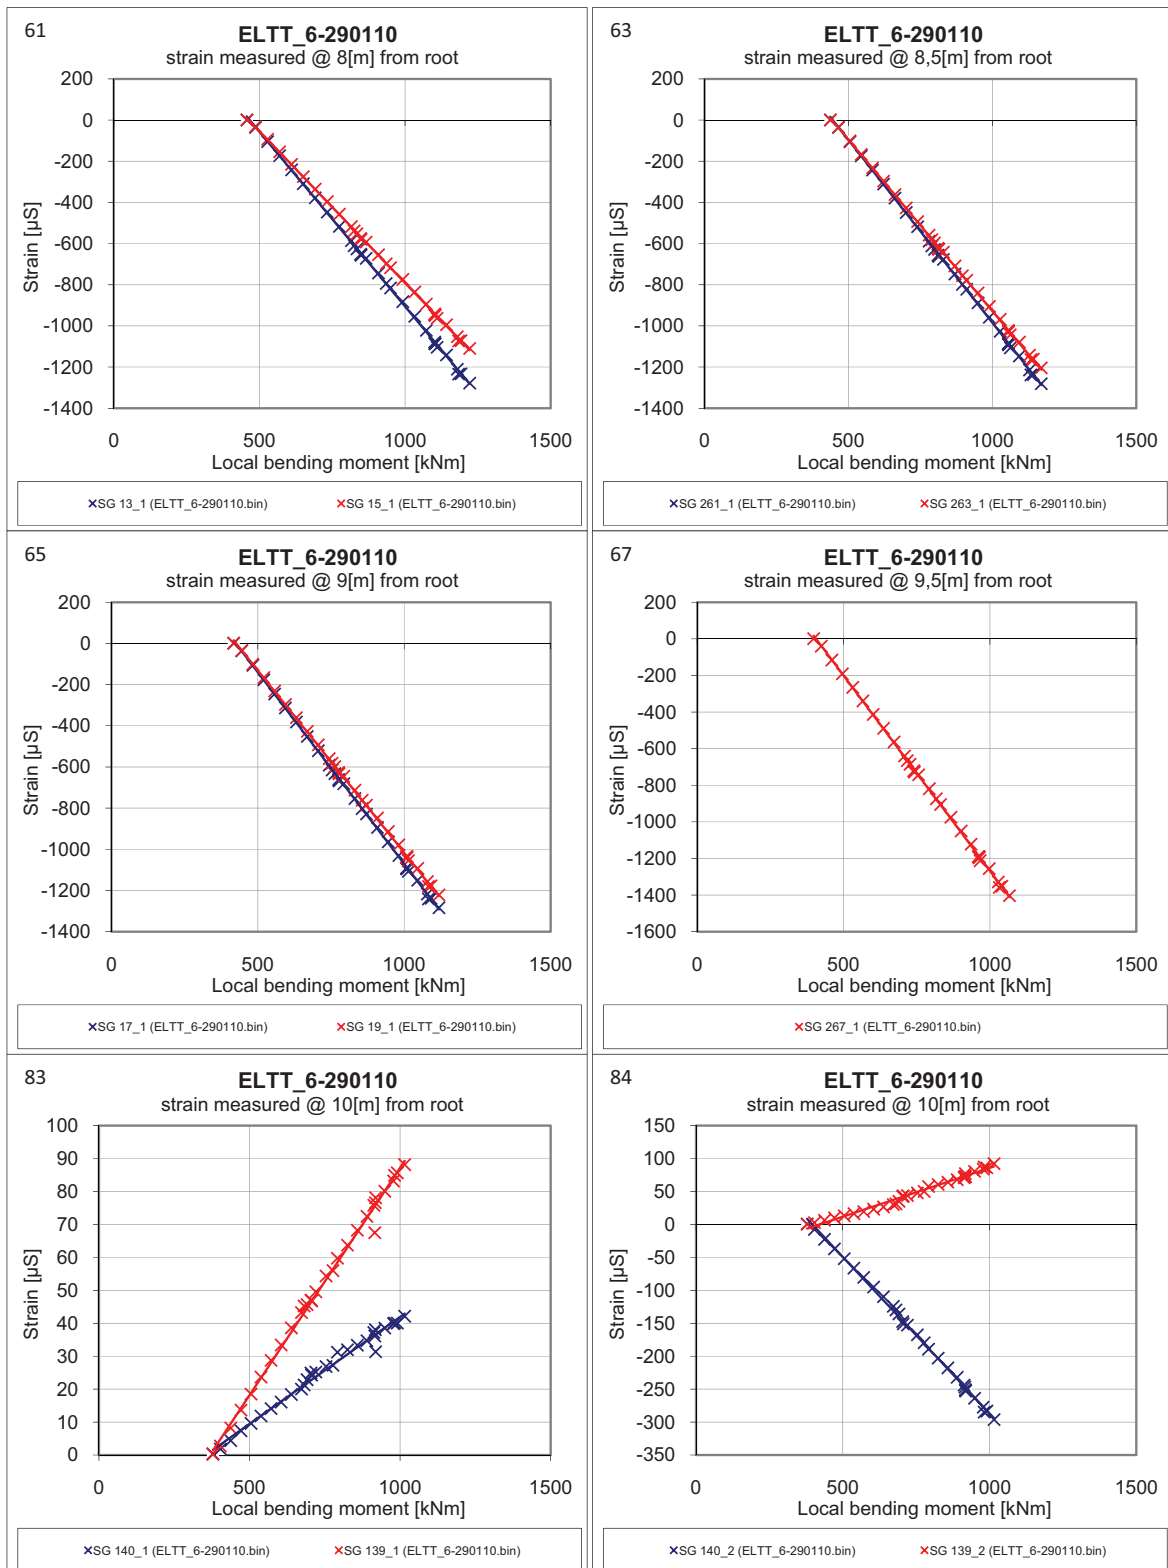 61
ELTT_6-290110
strain measured @ 8[m] from root
200
0
-200
-400
-600
-800
-1000
-1200
-1400
Strain [µS]
0 500 1000 1500
Local bending moment [kNm]
SG 13_1 (ELTT_6-290110.bin) SG 15_1 (ELTT_6-290110.bin)
63
ELTT_6-290110
strain measured @ 8,5[m] from root
200
0
-200
-400
-600
-800
-1000
-1200
-1400
Strain [µS]
0 500 1000 1500
Local bending moment [kNm]
SG 261_1 (ELTT_6-290110.bin) SG 263_1 (ELTT_6-290110.bin)
65
ELTT_6-290110
strain measured @ 9[m] from root
200
0
-200
-400
-600
-800
-1000
-1200
-1400
Strain [µS]
0 500 1000 1500
Local bending moment [kNm]
SG 17_1 (ELTT_6-290110.bin) SG 19_1 (ELTT_6-290110.bin)
67
ELTT_6-290110
strain measured @ 9,5[m] from root
200
0
-200
-400
-600
-800
-1000
-1200
-1400
-1600
Strain [µS]
0 500 1000 1500
Local bending moment [kNm]
SG 267_1 (ELTT_6-290110.bin)
83
ELTT_6-290110
strain measured @ 10[m] from root
100
90
80
70
60
50
40
30
20
10
0
Strain [µS]
0 500 1000 1500
Local bending moment [kNm]
SG 140_1 (ELTT_6-290110.bin) SG 139_1 (ELTT_6-290110.bin)
84
ELTT_6-290110
strain measured @ 10[m] from root
150
100
50
0
-50
-100
-150
-200
-250
-300
-350
Strain [µS]
0 500 1000 1500
Local bending moment [kNm]
SG 140_2 (ELTT_6-290110.bin) SG 139_2 (ELTT_6-290110.bin)